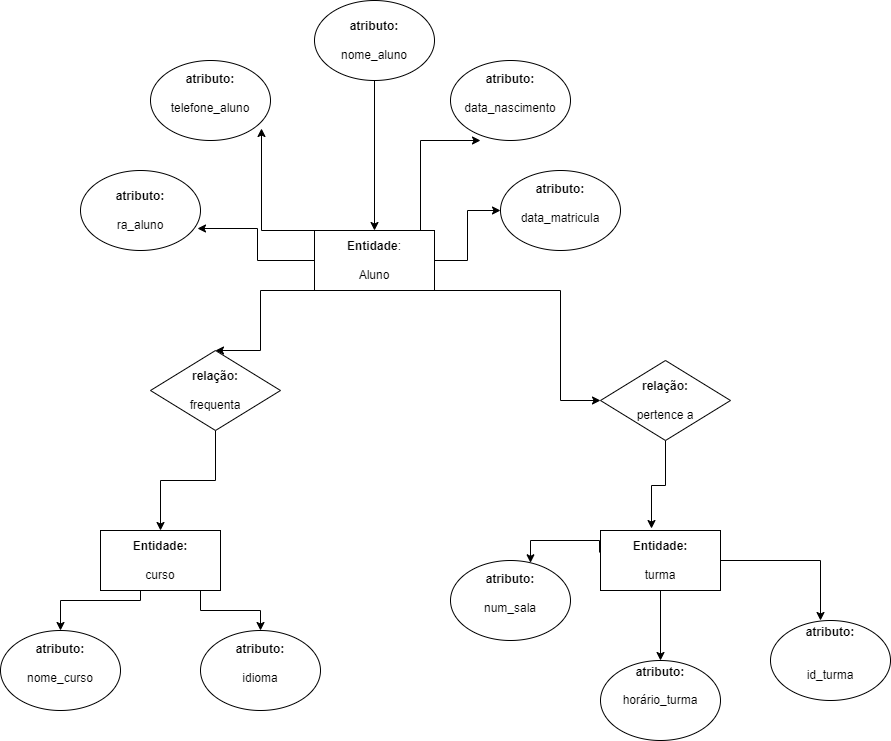 atributo:
nome_aluno
atributo:
telefone_aluno
atributo:
data_nascimento
atributo:
ra_aluno
atributo:
data_matricula
Entidade:
Aluno
relação:
frequenta
relação:
pertence a
Entidade:
curso
Entidade:
turma
atributo:
num_sala
atributo:
nome_curso
atributo:
idioma
atributo:
horário_turma
atributo:
id_turma